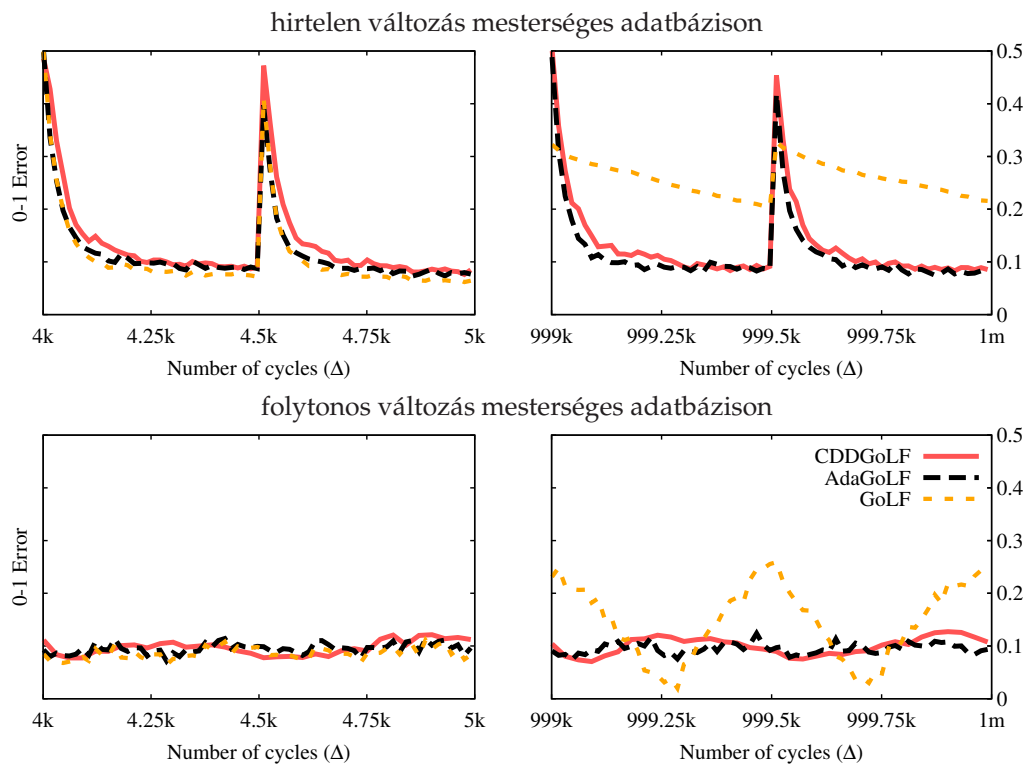 hirtelen változás mesterséges adatbázison
0-1 Error
4k 4.25k 4.5k 4.75k 5k
Number of cycles (Δ)
0.5
0.4
0.3
0.2
0.1
0
999k 999.25k 999.5k 999.75k 1m
Number of cycles (Δ)
folytonos változás mesterséges adatbázison
0-1 Error
4k 4.25k 4.5k 4.75k 5k
Number of cycles (Δ)
CDDGoLF
AdaGoLF
GoLF
0.5
0.4
0.3
0.2
0.1
0
999k 999.25k 999.5k 999.75k 1m
Number of cycles (Δ)